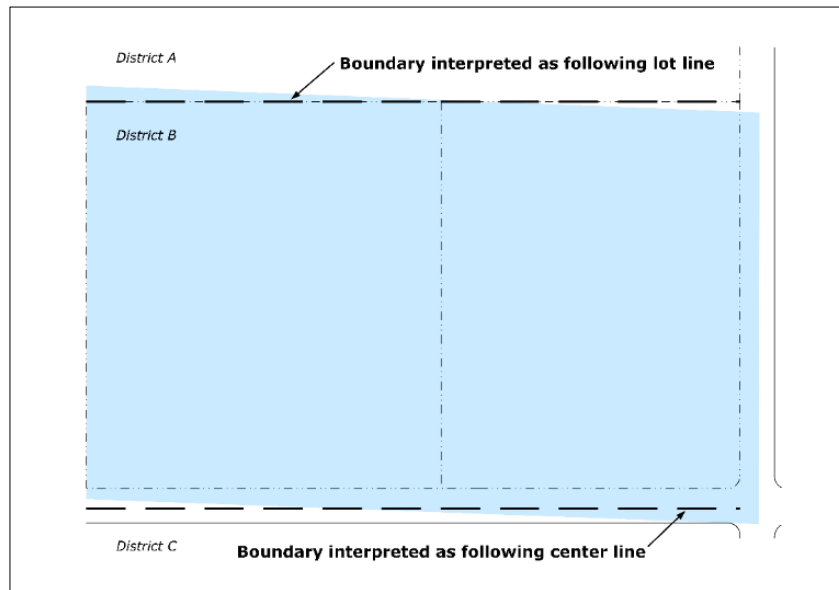 District A
Boundary interpreted as following lot line
District B
District C
Boundary interpreted as following center line